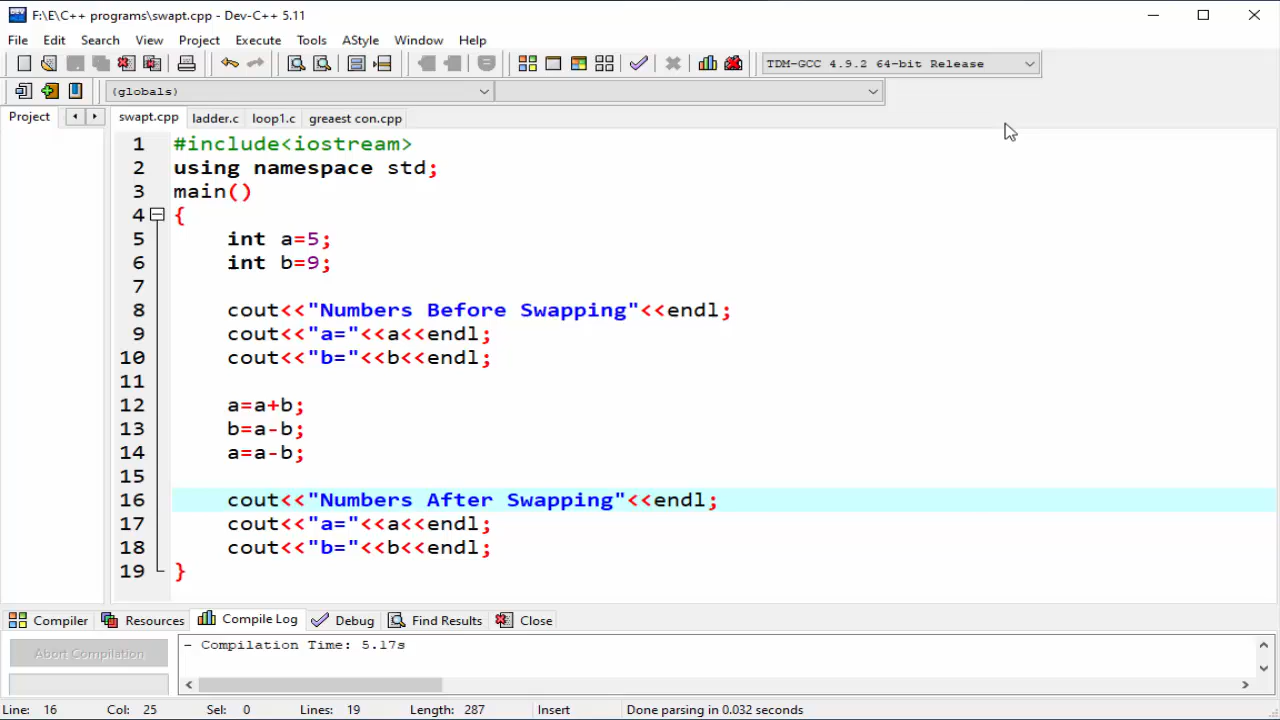 F:\E\C++ programs\swapt.cpp - Dev-C++ 5.11
File Edit Search View Project Execute Tools AStyle Window Help
TDM-GCC 4.9.2 64-bit Release
(globals)
Project swapt.cpp ladder.c loop1.c greaest con.cpp
1 #include<iostream>
2 using namespace std;
3 main()
4 {
5 int a=5;
6 int b=9;
7
8 cout<<"Numbers Before Swapping"<<endl;
9 cout<<"a="<<a<<endl;
10 cout<<"b="<<b<<endl;
11
12 a=a+b;
13 b=a-b;
14 a=a-b;
15
16 cout<<"Numbers After Swapping"<<endl;
17 cout<<"a="<<a<<endl;
18 cout<<"b="<<b<<endl;
19 }
Compiler Resources Compile Log Debug Find Results Close
Abort Compilation
- Compilation Time: 5.17s
Line: 16 Col: 25 Sel: 0 Lines: 19 Length: 287 Insert Done parsing in 0.032 seconds